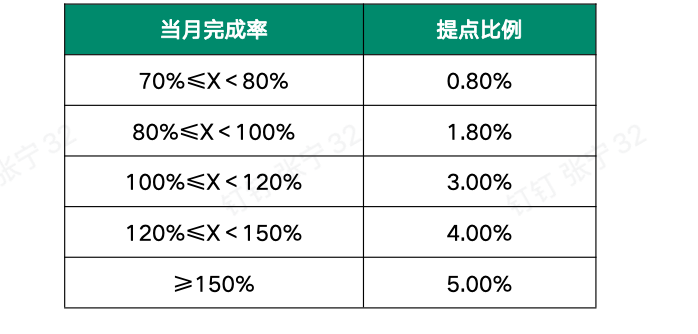 当月完成率 提点比例
70%≤X<80% 0.80%
80%≤X<100% 1.80%
100%≤X<120% 3.00%
120%≤X<150% 4.00%
≥150% 5.00%
张宁 32
钉钉 张宁 32
钉钉 张宁 32